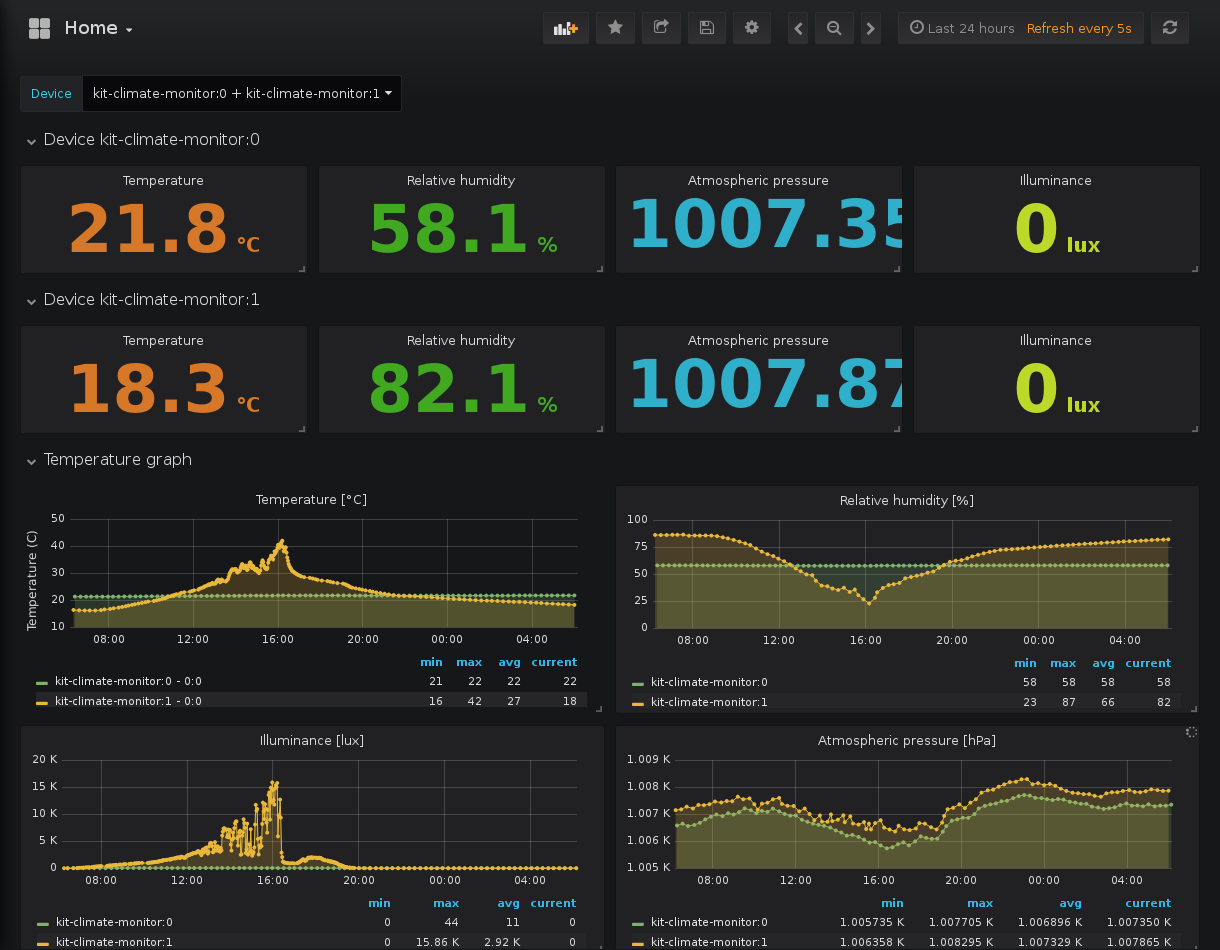 Home
Last 24 hours Refresh every 5s
Device kit-climate-monitor:0 + kit-climate-monitor:1
Device kit-climate-monitor:0
Temperature Relative humidity Atmospheric pressure Illuminance
21.8 °C 58.1 % 1007.35 0 lux
Device kit-climate-monitor:1
Temperature Relative humidity Atmospheric pressure Illuminance
18.3 °C 82.1 % 1007.87 0 lux
Temperature graph
Temperature [°C]
Temperature (C)
50
40
30
20
10
08:00 12:00 16:00 20:00 00:00 04:00
min max avg current
kit-climate-monitor:0 - 0:0 21 22 22 22
kit-climate-monitor:1 - 0:0 16 42 27 18
Relative humidity [%]
100
75
50
25
0
08:00 12:00 16:00 20:00 00:00 04:00
min max avg current
kit-climate-monitor:0 58 58 58 58
kit-climate-monitor:1 23 87 66 82
Illuminance [lux]
20 K
15 K
10 K
5 K
0
08:00 12:00 16:00 20:00 00:00 04:00
min max avg current
kit-climate-monitor:0 0 44 11 0
kit-climate-monitor:1 0 15.86 K 2.92 K 0
Atmospheric pressure [hPa]
1.009 K
1.008 K
1.007 K
1.006 K
1.005 K
08:00 12:00 16:00 20:00 00:00 04:00
min max avg current
kit-climate-monitor:0 1.005735 K 1.007705 K 1.006896 K 1.007350 K
kit-climate-monitor:1 1.006358 K 1.008295 K 1.007329 K 1.007865 K